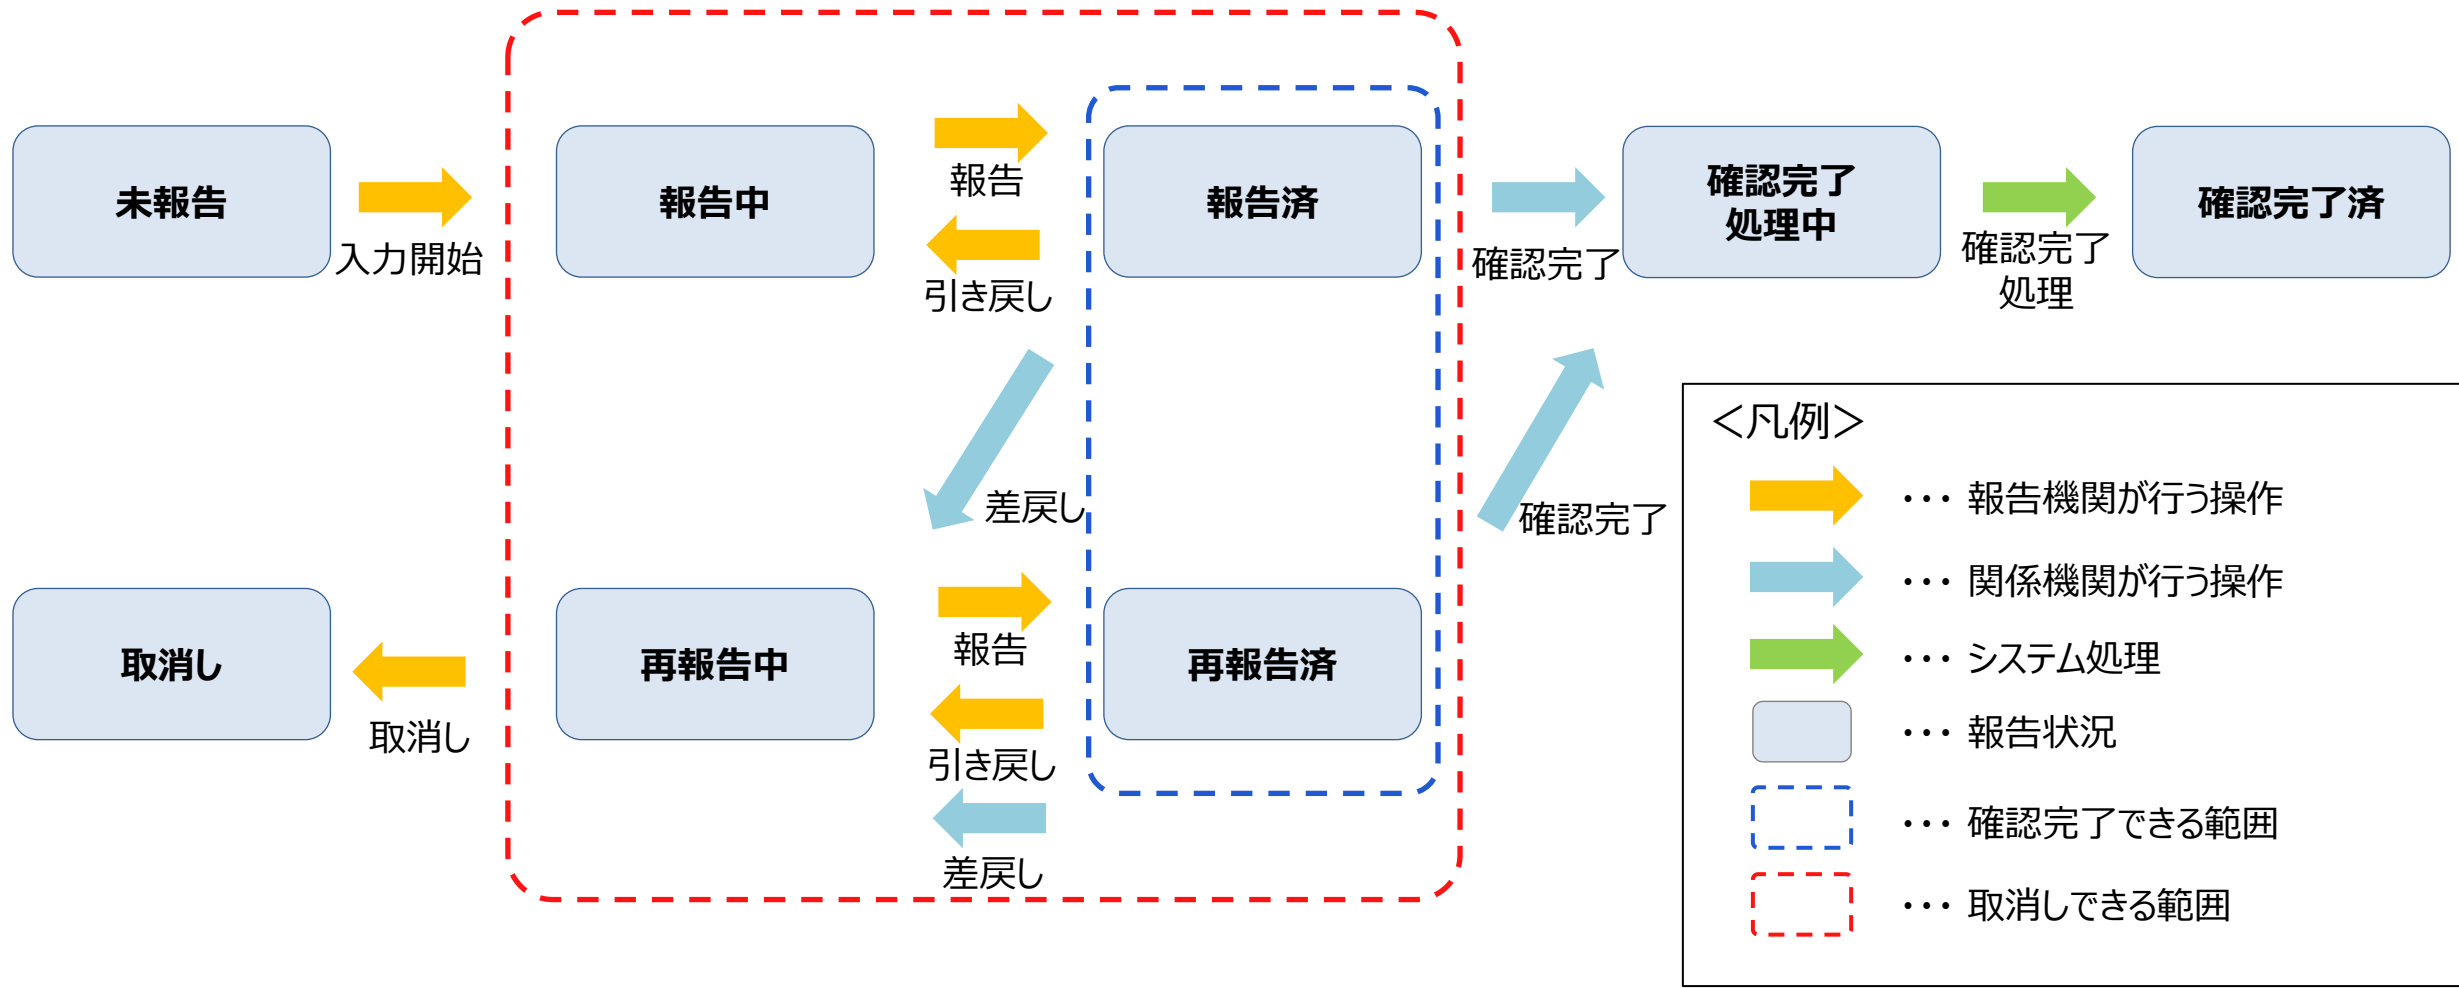 未報告
入力開始
報告中
報告
引き戻し
報告済
確認完了
確認完了
処理中
確認完了
処理
確認完了済
差戻し
確認完了
取消し
取消し
再報告中
報告
引き戻し
差戻し
再報告済
＜凡例＞
・・・ 報告機関が行う操作
・・・ 関係機関が行う操作
・・・ システム処理
・・・ 報告状況
・・・ 確認完了できる範囲
・・・ 取消しできる範囲